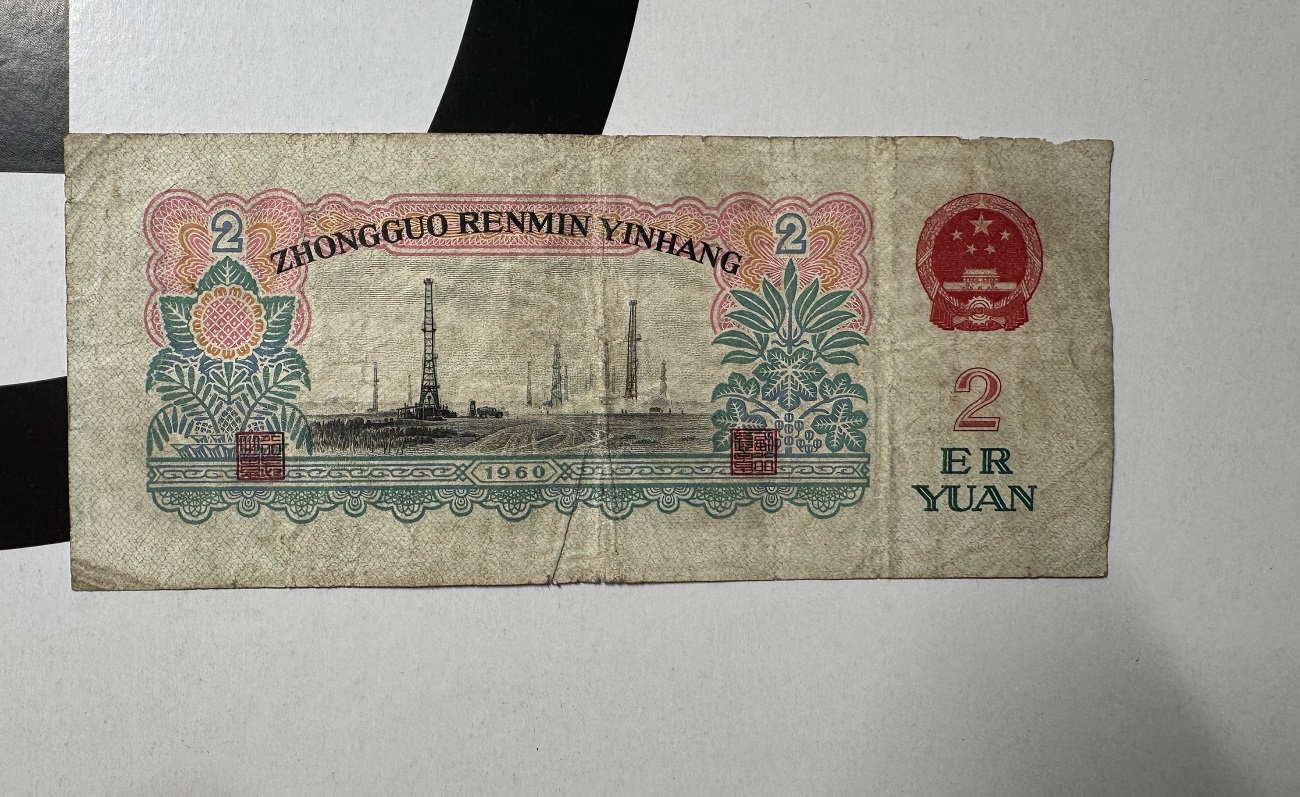 2
ZHONGGUO RENMIN YINHANG
2
1960
2
ER
YUAN